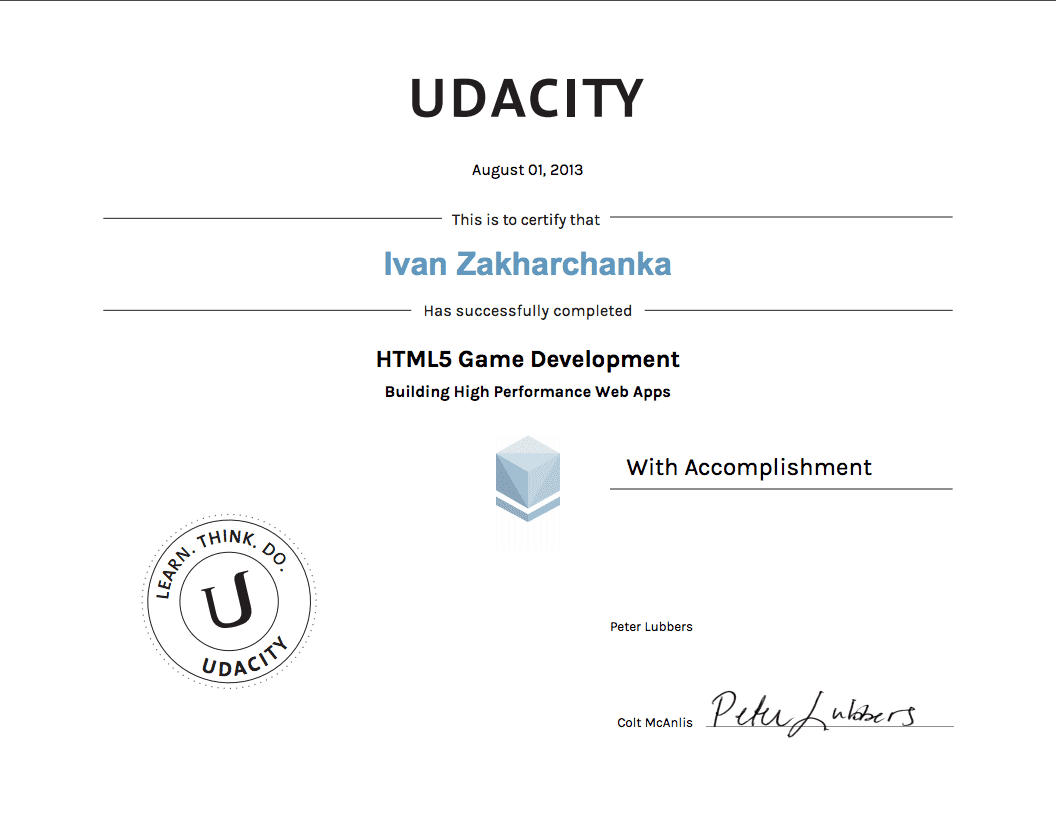 UDACITY
August 01, 2013
This is to certify that
Ivan Zakharchanka
Has successfully completed
HTML5 Game Development
Building High Performance Web Apps
With Accomplishment
LEARN. THINK. DO.
U
UDACITY
Peter Lubbers
Colt McAnlis Peter Lubbers